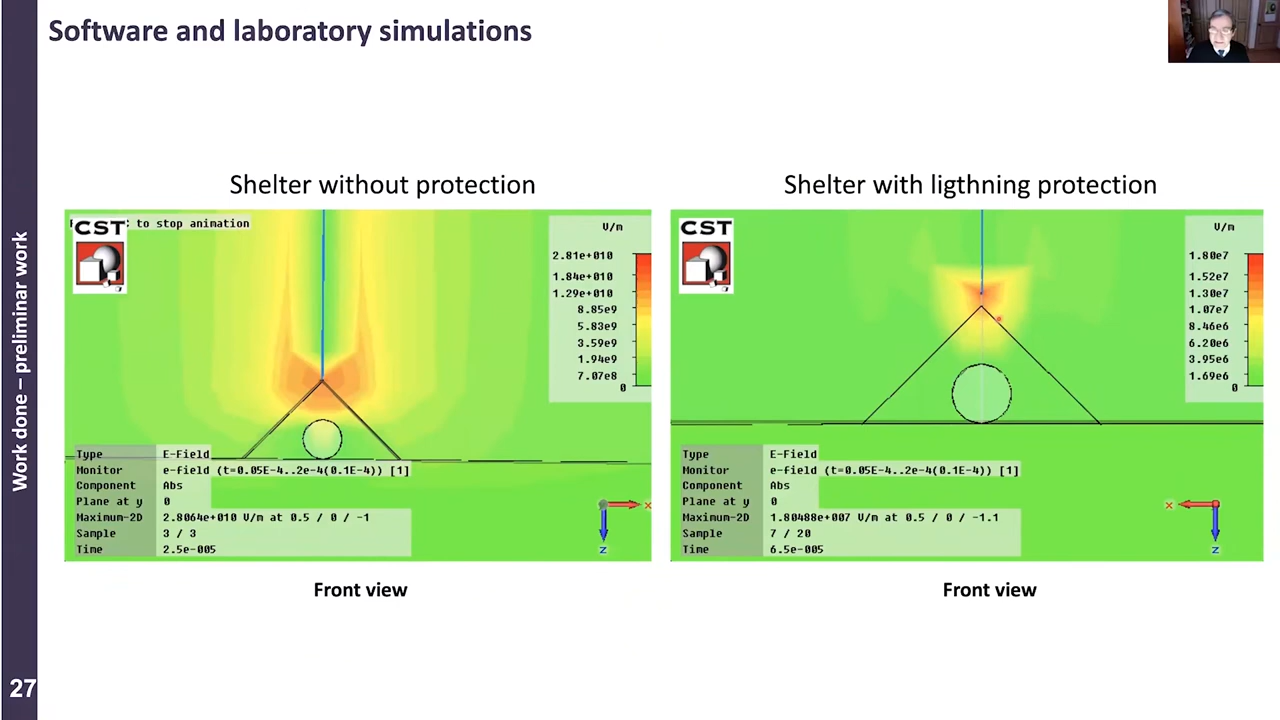 Software and laboratory simulations
Work done – preliminar work
27
Shelter without protection
CST
to stop animation
V/m
2.81e+010
1.84e+010
1.29e+010
8.85e9
5.83e9
3.59e9
1.94e9
7.07e8
0
Type E-Field
Monitor e-field (t=0.05E-4..2e-4(0.1E-4)) [1]
Component Abs
Plane at y 0
Maximum-2D 2.8064e+010 V/m at 0.5 / 0 / -1
Sample 3 / 3
Time 2.5e-005
x
z
Front view
Shelter with ligthning protection
CST
V/m
1.80e7
1.52e7
1.30e7
1.07e7
8.46e6
6.20e6
3.95e6
1.69e6
0
Type E-Field
Monitor e-field (t=0.05E-4..2e-4(0.1E-4)) [1]
Component Abs
Plane at y 0
Maximum-2D 1.80488e+007 V/m at 0.5 / 0 / -1.1
Sample 7 / 20
Time 6.5e-005
x
z
Front view